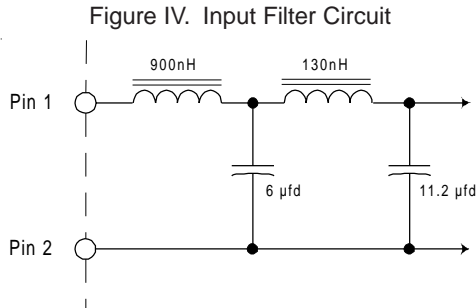 Figure IV.  Input Filter Circuit
900nH
130nH
Pin 1
6 µfd
11.2 µfd
Pin 2